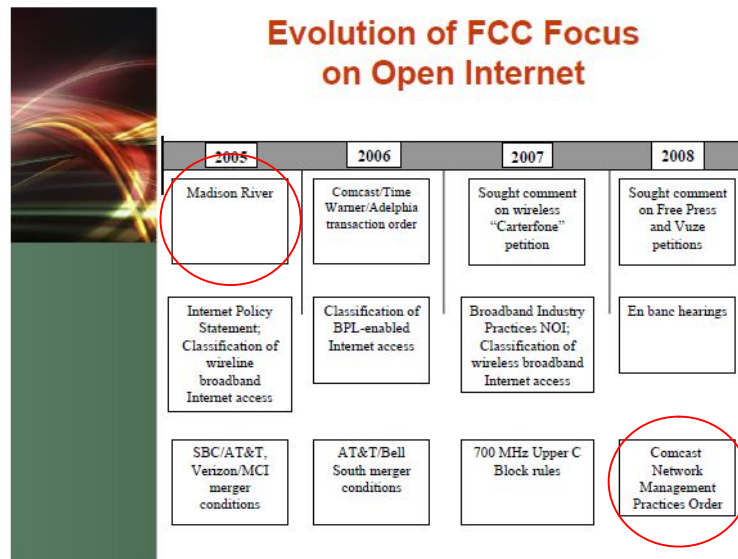 Evolution of FCC Focus
on Open Internet
2005
2006
2007
2008
Madison River
Comcast/Time
Warner/Adelphia
transaction order
Sought comment
on wireless
“Carterfone”
petition
Sought comment
on Free Press
and Vuze
petitions
Internet Policy
Statement;
Classification of
wireline
broadband
Internet access
Classification of
BPL-enabled
Internet access
Broadband Industry
Practices NOI;
Classification of
wireless broadband
Internet access
En banc hearings
SBC/AT&T,
Verizon/MCI
merger
conditions
AT&T/Bell
South merger
conditions
700 MHz Upper C
Block rules
Comcast
Network
Management
Practices Order